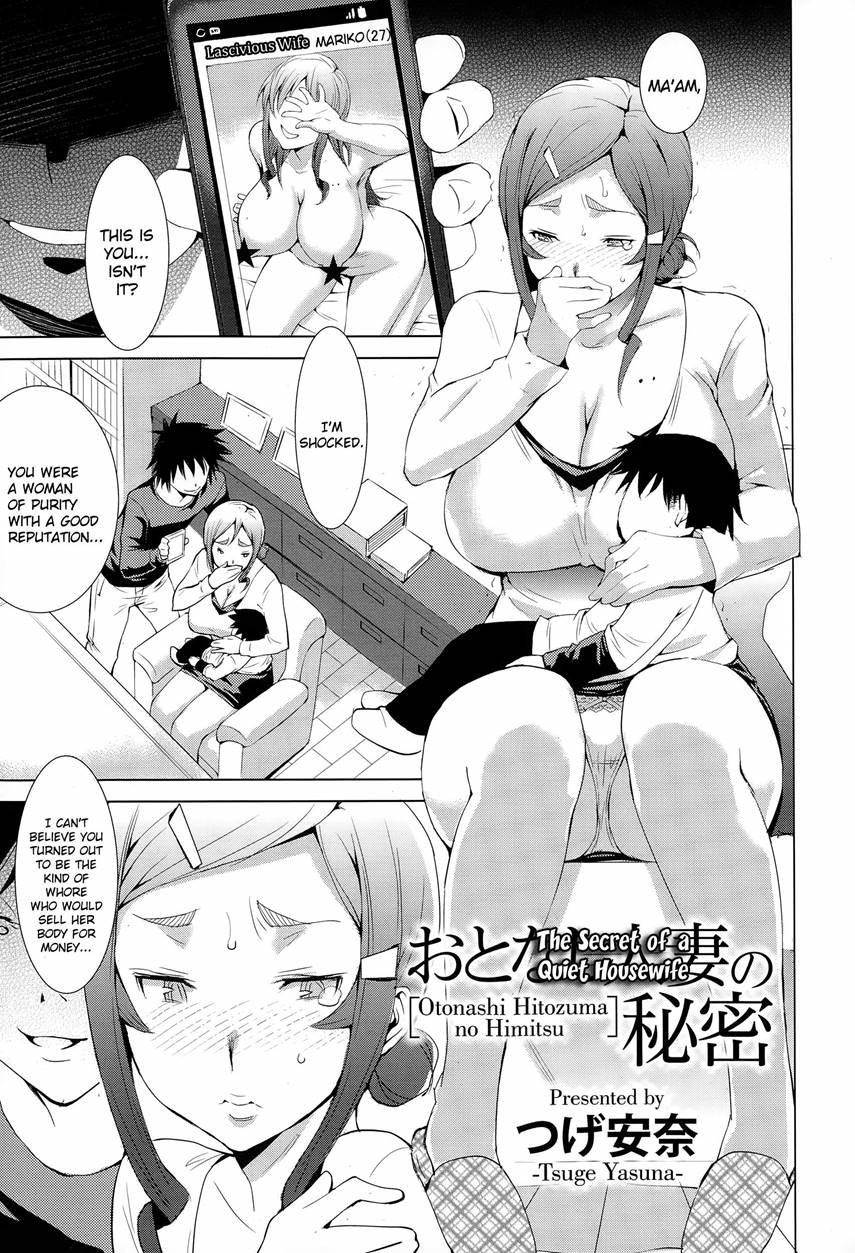 Lascivious Wife MARIKO(27)
MA'AM,
THIS IS
YOU...
ISN'T
IT?
I'M
SHOCKED.
YOU WERE
A WOMAN
OF PURITY
WITH A GOOD
REPUTATION...
I CAN'T
BELIEVE YOU
TURNED OUT
TO BE THE
KIND OF
WHORE
WHO WOULD
SELL HER
BODY FOR
MONEY...
The Secret of a
Quiet Housewife
おとな
妻の
[Otonashi Hitozuma
no Himitsu]
秘密
Presented by
つげ安奈
-Tsuge Yasuna-